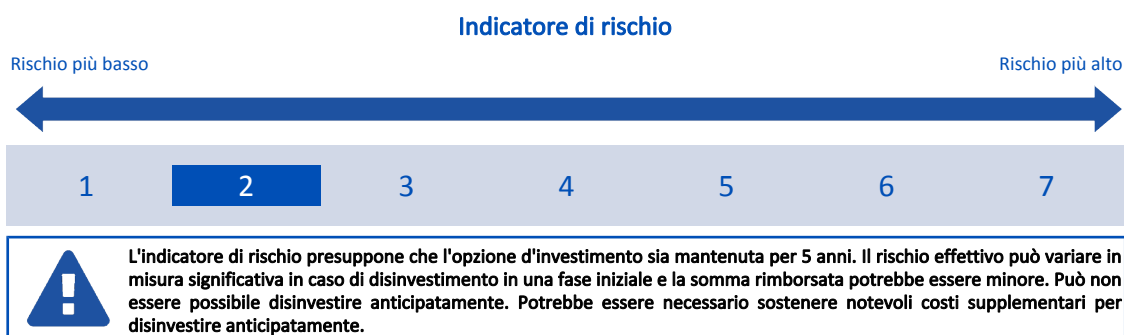 Indicatore di rischio
Rischio più basso
Rischio più alto
1 2 3 4 5 6 7
L'indicatore di rischio presuppone che l'opzione d'investimento sia mantenuta per 5 anni. Il rischio effettivo può variare in
misura significativa in caso di disinvestimento in una fase iniziale e la somma rimborsata potrebbe essere minore. Può non
essere possibile disinvestire anticipatamente. Potrebbe essere necessario sostenere notevoli costi supplementari per
disinvestire anticipatamente.